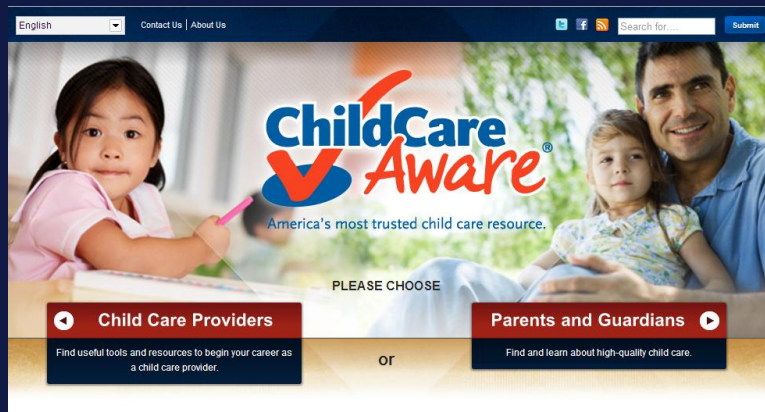 English Contact Us | About Us Search for.... Submit
ChildCare
Aware®
America's most trusted child care resource.
PLEASE CHOOSE
Child Care Providers
Find useful tools and resources to begin your career as
a child care provider.
or
Parents and Guardians
Find and learn about high-quality child care.